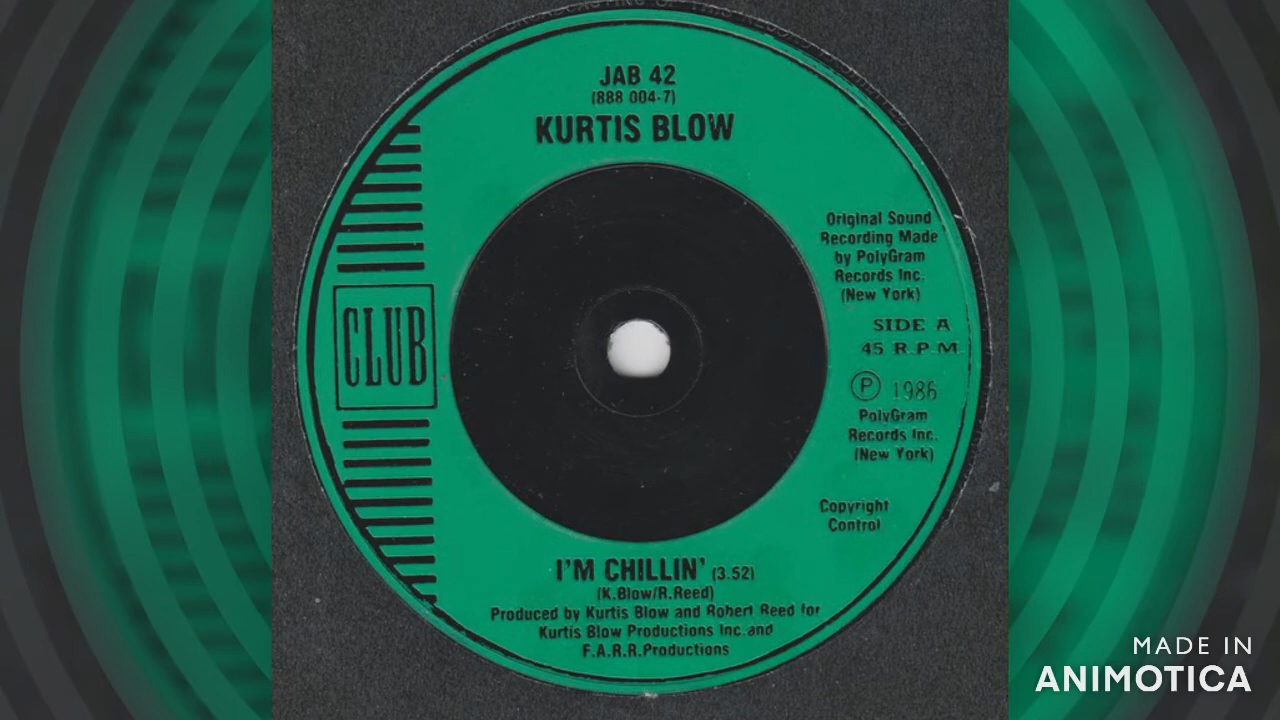 JAB 42
(888 004-7)
KURTIS BLOW
Original Sound
Recording Made
by PolyGram
Records Inc.
(New York)
SIDE A
45 R.P.M
Ⓟ 1986
PolyGram
Records Inc.
(New York)
Copyright
Control
CLUB
I'M CHILLIN' (3.52)
(K.Blow/R.Reed)
Produced by Kurtis Blow and Robert Reed for
Kurtis Blow Productions Inc.and
F.A.R.R.Productions
MADE IN
ANIMOTICA